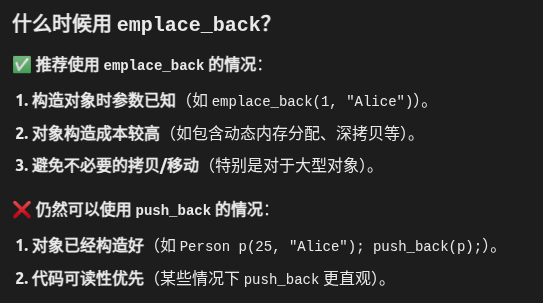 什么时候用 emplace_back？
✅ 推荐使用 emplace_back 的情况：
1. 构造对象时参数已知（如 emplace_back(1, "Alice")）。
2. 对象构造成本较高（如包含动态内存分配、深拷贝等）。
3. 避免不必要的拷贝/移动（特别是对于大型对象）。
❌ 仍然可以使用 push_back 的情况：
1. 对象已经构造好（如 Person p(25, "Alice"); push_back(p);）。
2. 代码可读性优先（某些情况下 push_back 更直观）。